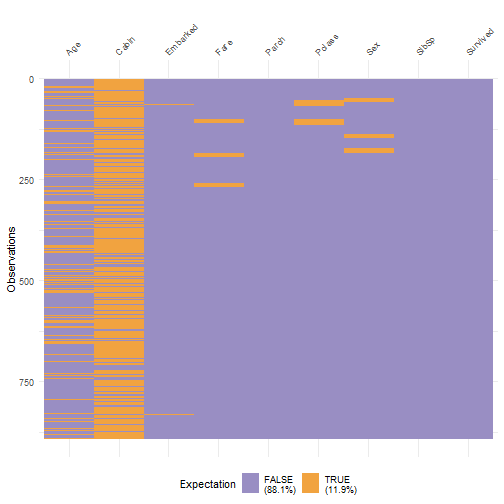 Age Cabin Embarked Fare Parch Pclass Sex SibSp Survived
0
250
500
750
Observations
Expectation FALSE (88.1%) TRUE (11.9%)